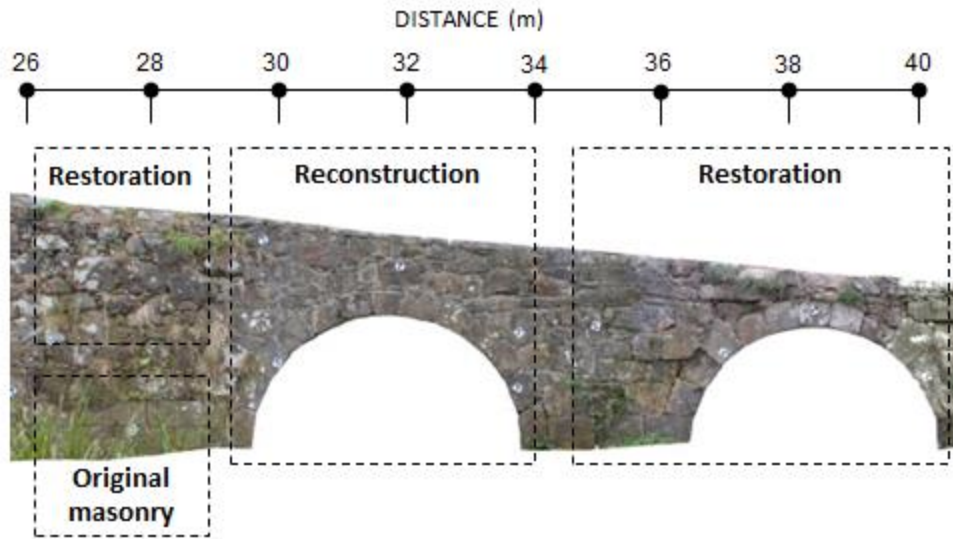 DISTANCE (m)
26 28 30 32 34 36 38 40
Restoration
Reconstruction
Restoration
Original
masonry